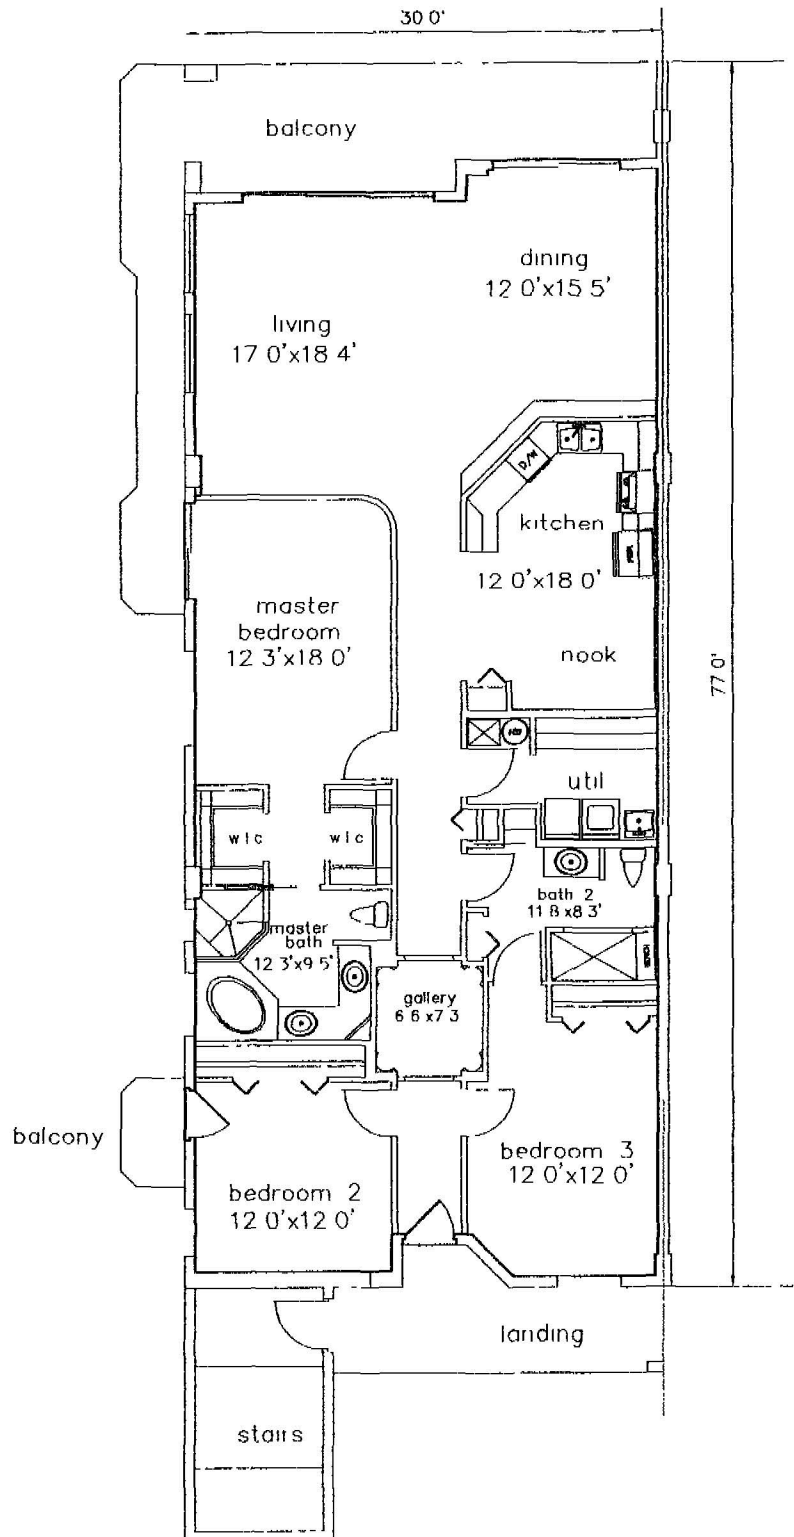 30 0'
balcony
dining
12 0'x15 5'
living
17 0'x18 4'
D/W
kitchen
12 0'x18 0'
master
bedroom
12 3'x18 0'
nook
77 0'
util
wic
wic
bath 2
11 8 x8 3'
master
bath
12 3'x9 5'
gallery
6 6 x7 3
balcony
bedroom 3
12 0'x12 0'
bedroom 2
12 0'x12 0'
landing
stairs